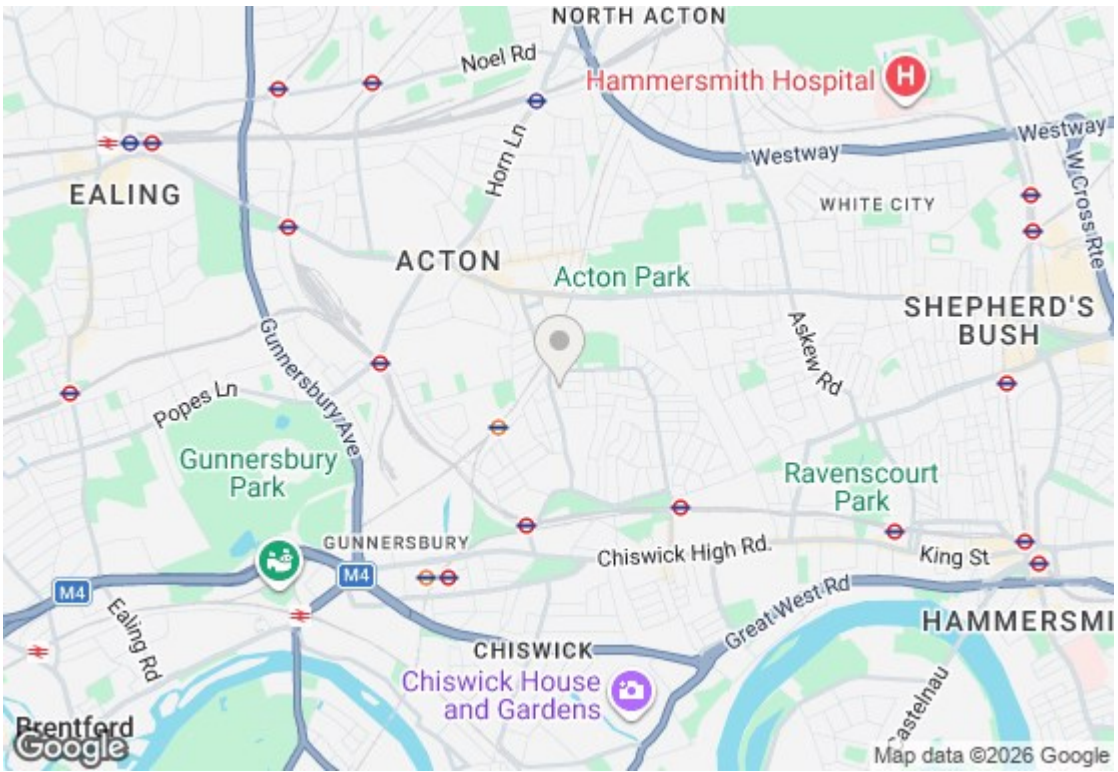 NORTH ACTON
Noel Rd
Hammersmith Hospital
H
Westway
Westway
Horn Ln
W Cross Rte
EALING
WHITE CITY
ACTON
Acton Park
SHEPHERD'S
BUSH
Gunnersbury Ave
Askew Rd
Popes Ln
Gunnersbury
Park
Ravenscourt
Park
GUNNERSBURY
Chiswick High Rd.
King St
M4
M4
Ealing Rd
Great West Rd
HAMMERSMI
CHISWICK
Chiswick House
and Gardens
Castelnau
Brentford
Google
Map data ©2026 Google